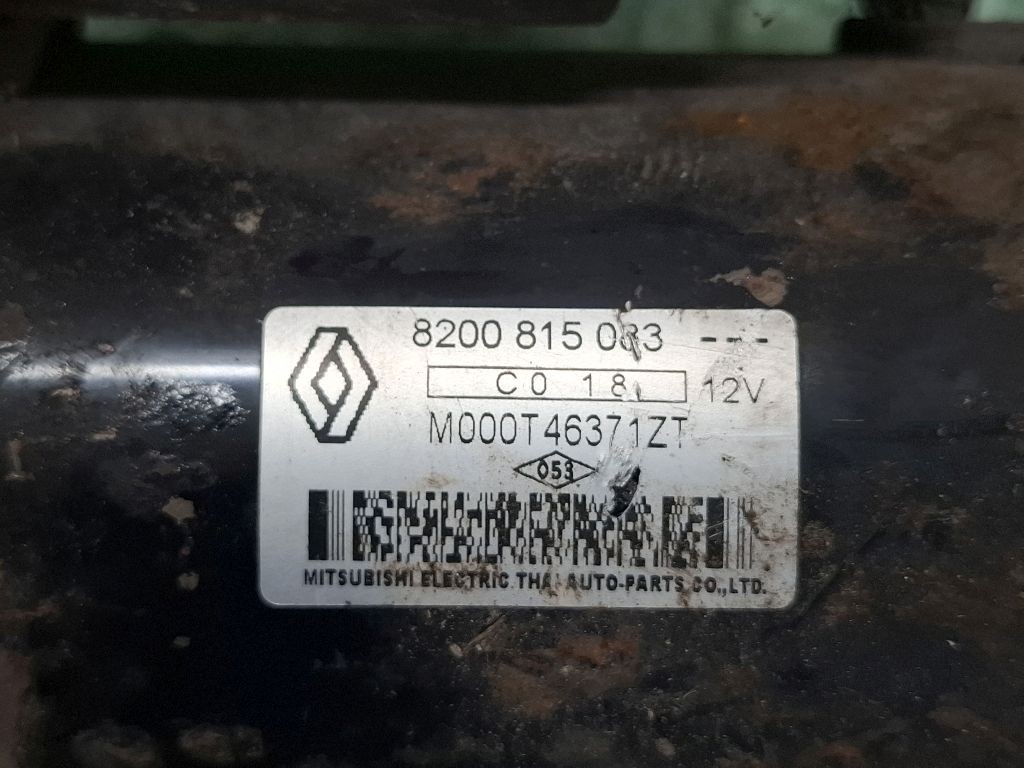 8200 815 083 ---
C0 18 12V
M000T46371ZT
053
MITSUBISHI ELECTRIC THAI AUTO-PARTS CO.,LTD.